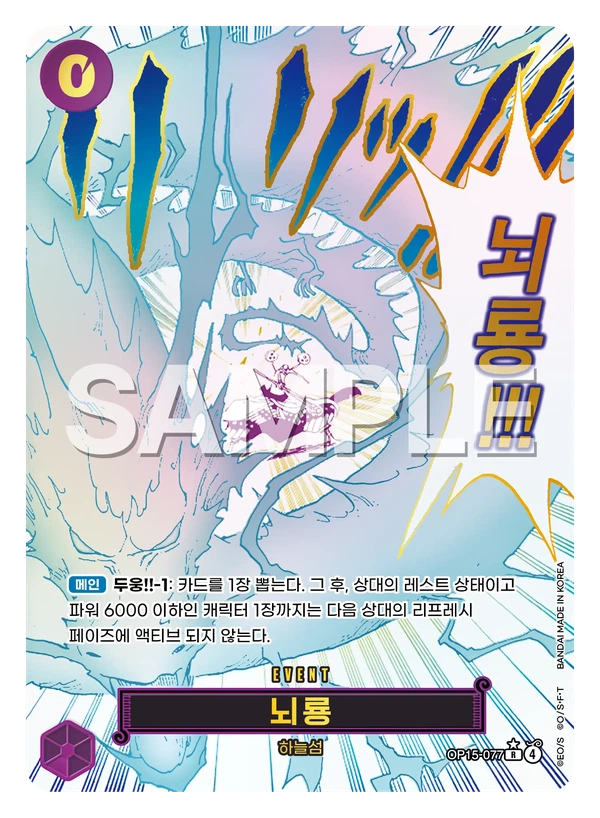 0
리ッ
뇌룡!!!!
SAMPLE
메인 두웅!!-1: 카드를 1장 뽑는다. 그 후, 상대의 레스트 상태이고
파워 6000 이하인 캐릭터 1장까지는 다음 상대의 리프레시
페이즈에 액티브 되지 않는다.
EVENT
뇌룡
하늘섬
OP15-077 R 4
©EO/S ©O/S·F·T BANDAI MADE IN KOREA